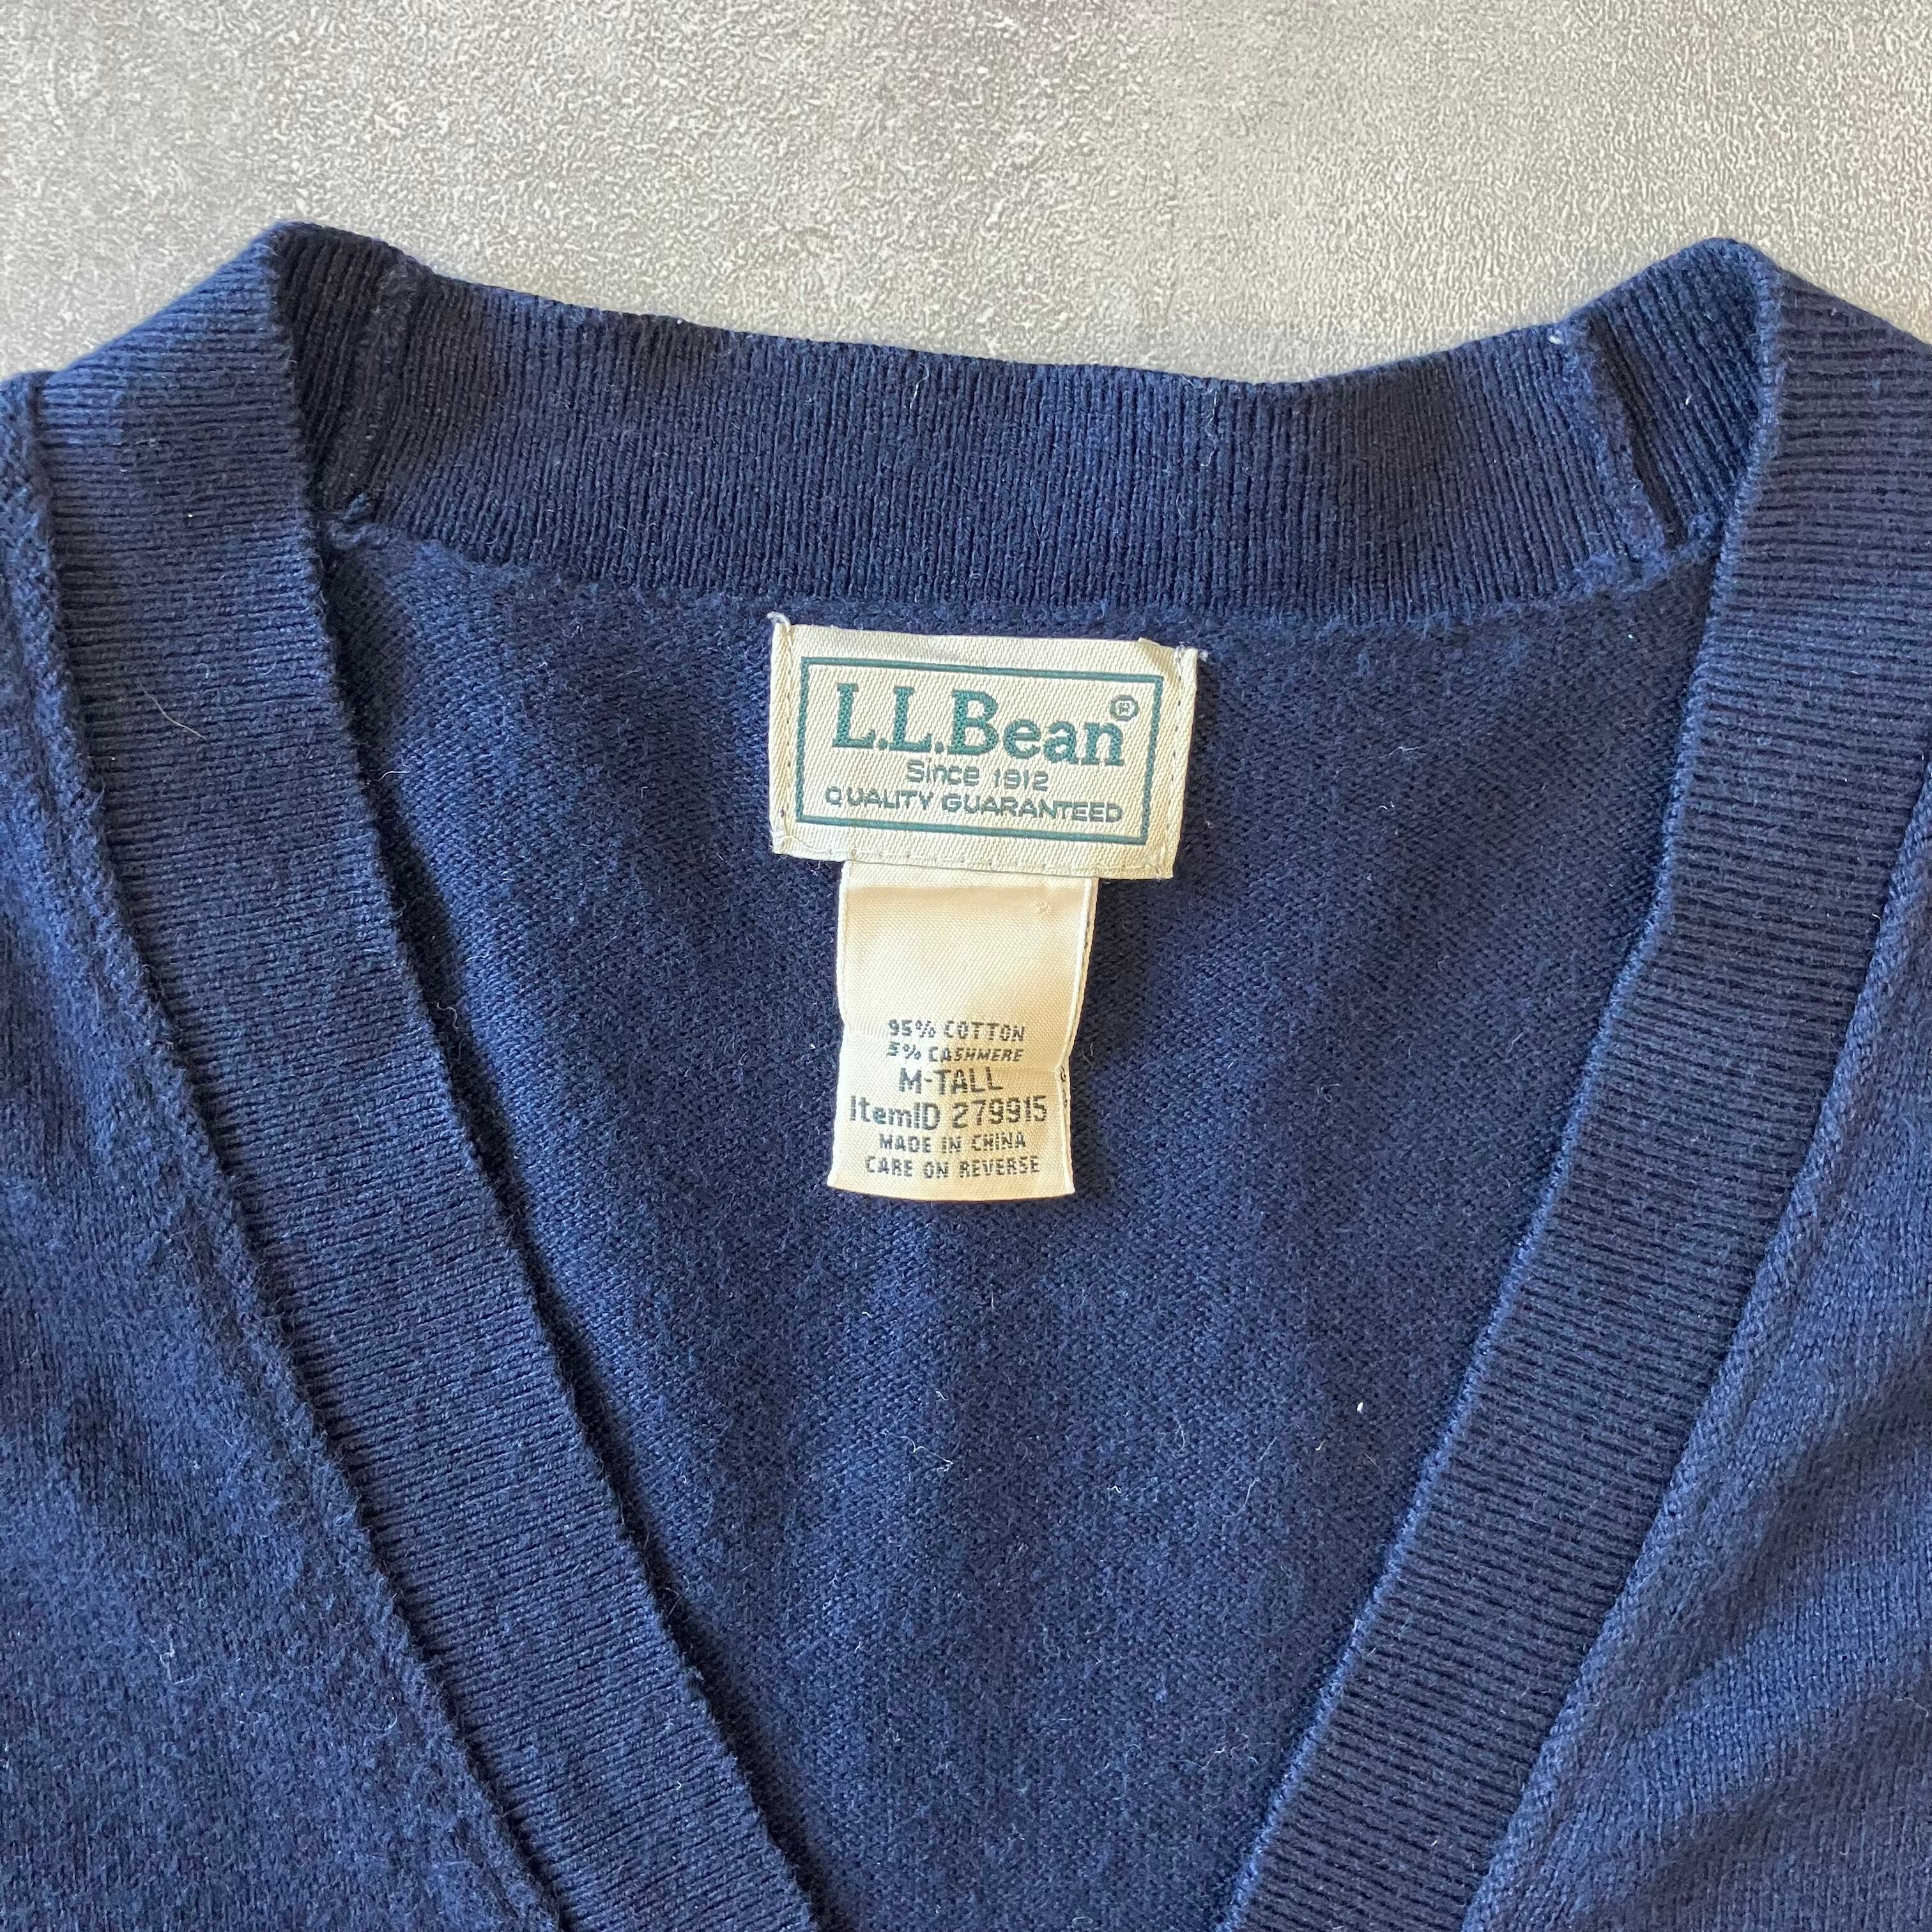 L.L.Bean®
Since 1912
QUALITY GUARANTEED
95% COTTON
5% CASHMERE
M-TALL
ItemID 279915
MADE IN CHINA
CARE ON REVERSE